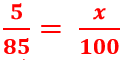 5/85 = x/100